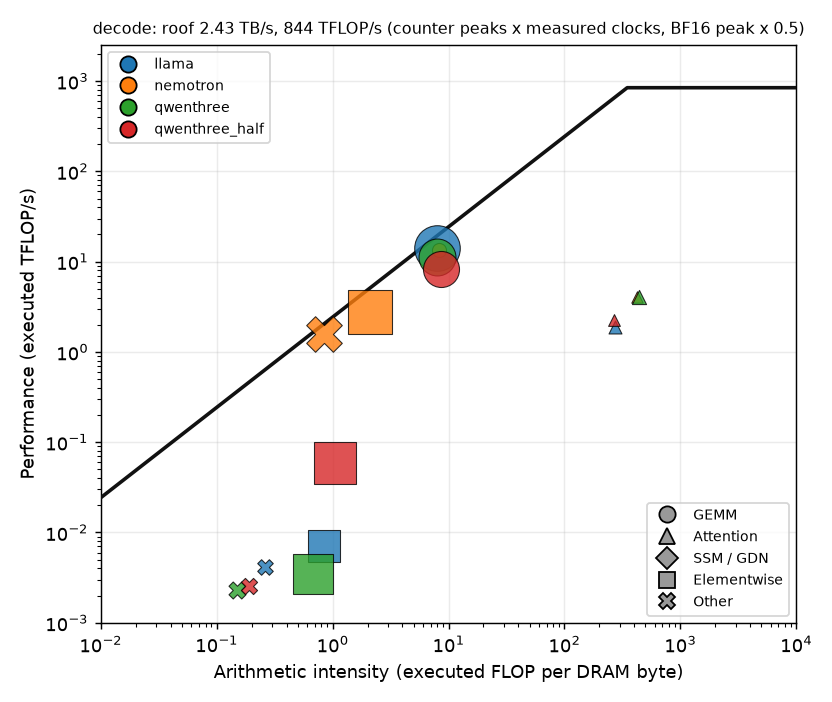 decode: roof 2.43 TB/s, 844 TFLOP/s (counter peaks x measured clocks, BF16 peak x 0.5)
llama
nemotron
qwenthree
qwenthree_half
10³
10²
10¹
10⁰
10⁻¹
10⁻²
10⁻³
Performance (executed TFLOP/s)
GEMM
Attention
SSM / GDN
Elementwise
Other
10⁻² 10⁻¹ 10⁰ 10¹ 10² 10³ 10⁴
Arithmetic intensity (executed FLOP per DRAM byte)